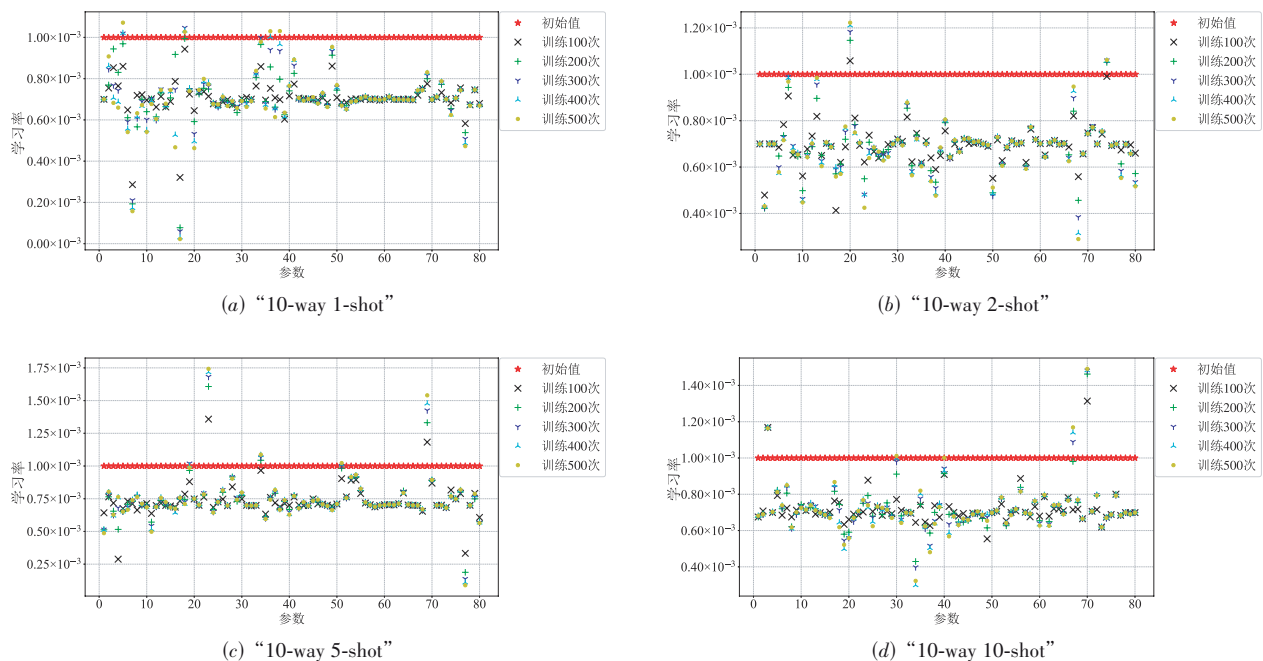 1.00×10⁻³
0.80×10⁻³
0.60×10⁻³
0.40×10⁻³
0.20×10⁻³
0.00×10⁻³
学习率
0 10 20 30 40 50 60 70 80
参数
初始值
训练100次
训练200次
训练300次
训练400次
训练500次
(a) “10-way 1-shot”
1.20×10⁻³
1.00×10⁻³
0.80×10⁻³
0.60×10⁻³
0.40×10⁻³
学习率
0 10 20 30 40 50 60 70 80
参数
初始值
训练100次
训练200次
训练300次
训练400次
训练500次
(b) “10-way 2-shot”
1.75×10⁻³
1.50×10⁻³
1.25×10⁻³
1.00×10⁻³
0.75×10⁻³
0.50×10⁻³
0.25×10⁻³
学习率
0 10 20 30 40 50 60 70 80
参数
初始值
训练100次
训练200次
训练300次
训练400次
训练500次
(c) “10-way 5-shot”
1.40×10⁻³
1.20×10⁻³
1.00×10⁻³
0.80×10⁻³
0.60×10⁻³
0.40×10⁻³
学习率
0 10 20 30 40 50 60 70 80
参数
初始值
训练100次
训练200次
训练300次
训练400次
训练500次
(d) “10-way 10-shot”